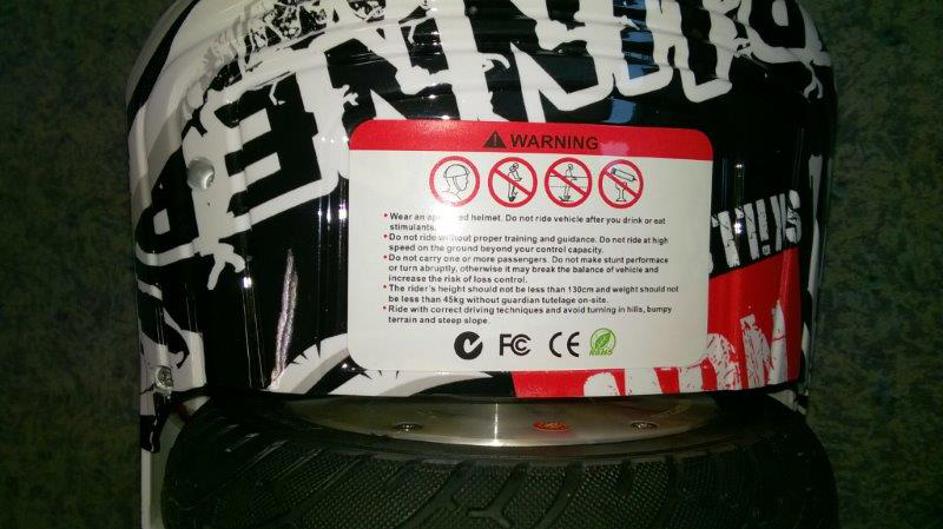 PENN
WARNING
SKILL
Wear an ed helmet. Do not ride vehicle after you drink or eat
stimulants.
Do not ride without proper training and guidance. Do not ride at high
speed on the ground beyond your control capacity.
Do not carry one or more passengers. Do not make stunt performace
or turn abruptly, otherwise it may break the balance of vehicle and
increase the risk of loss control.
The rider's height should not be less than 130cm and weight should not
be less than 45kg without guardian tutelage on-site.
Ride with correct driving techniques and avoid turning in hills, bumpy
terrain and steep slope.
FC CE RoHS